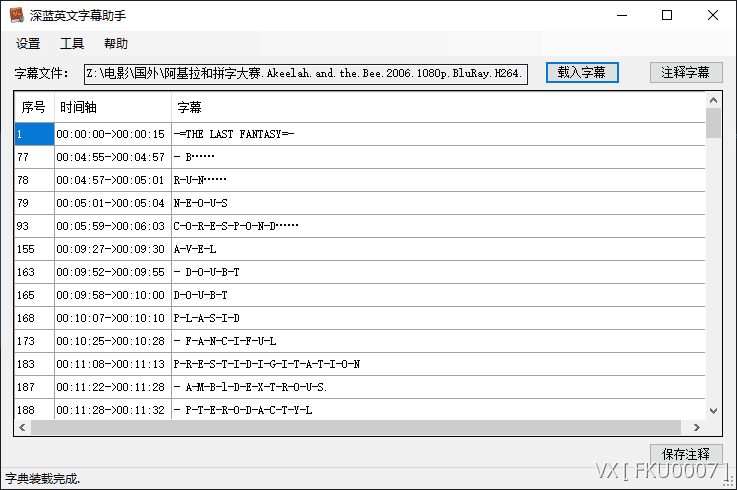 深蓝英文字幕助手
设置 工具 帮助
字幕文件： Z:\电影\国外\阿基拉和拼字大赛.Akeelah.and.the.Bee.2006.1080p.BluRay.H264. 载入字幕 注释字幕
序号 时间轴 字幕
1 00:00:00->00:00:15 -=THE LAST FANTASY=-
77 00:04:55->00:04:57 - B……
78 00:04:57->00:05:01 R-U-N……
79 00:05:01->00:05:04 N-E-O-U-S
93 00:05:59->00:06:03 C-O-R-E-S-P-O-N-D……
155 00:09:27->00:09:30 A-V-E-L
163 00:09:52->00:09:55 - D-O-U-B-T
165 00:09:58->00:10:00 D-O-U-B-T
168 00:10:07->00:10:10 P-L-A-S-I-D
173 00:10:25->00:10:28 - F-A-N-C-I-F-U-L
183 00:11:08->00:11:13 P-R-E-S-T-I-D-I-G-I-T-A-T-I-O-N
187 00:11:22->00:11:28 - A-M-B-l-D-E-X-T-R-O-U-S.
188 00:11:28->00:11:32 - P-T-E-R-O-D-A-C-T-Y-L
保存注释
VX [ FKU0007 ]
字典装载完成.